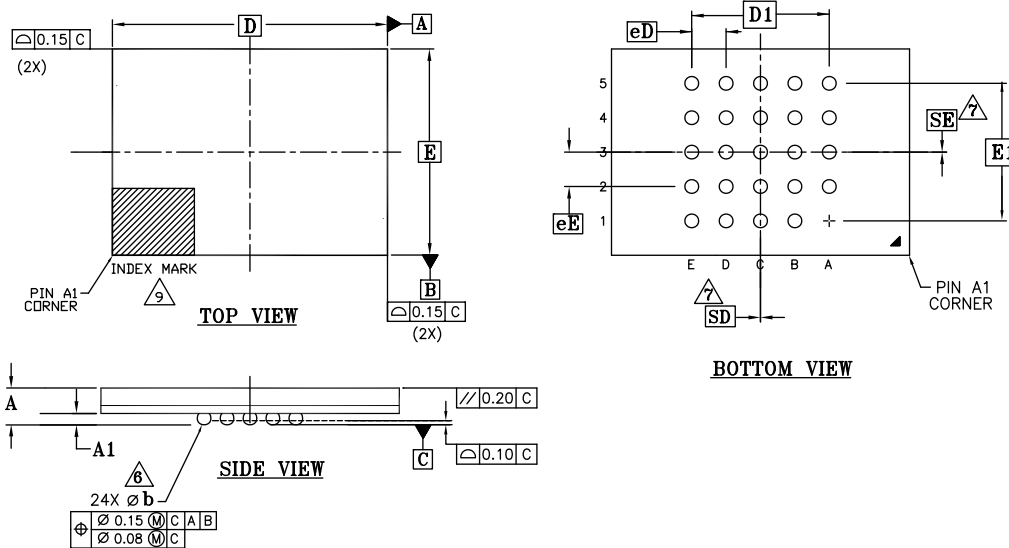 D
A
⌓ 0.15 C
(2X)
E
INDEX MARK
9
PIN A1
CORNER
B
⌓ 0.15 C
(2X)
TOP VIEW
D1
eD
5
4
3
2
1
7
SE
E1
eE
E D C B A
7
SD
PIN A1
CORNER
BOTTOM VIEW
A
A1
// 0.20 C
⌓ 0.10 C
C
SIDE VIEW
6
24X Ø b
⌖ Ø 0.15 Ⓜ C A B
Ø 0.08 Ⓜ C